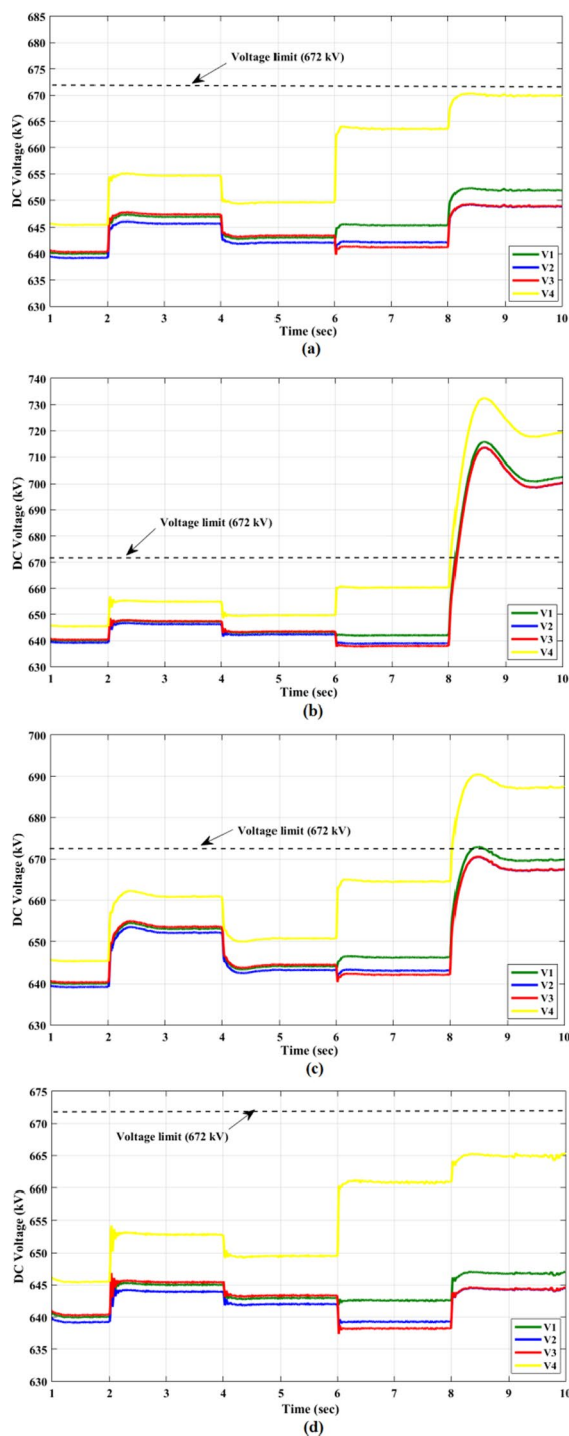 685
680
675
670
665
660
655
650
645
640
635
630
DC Voltage (kV)
Voltage limit (672 kV)
V1
V2
V3
V4
1 2 3 4 5 6 7 8 9 10
Time (sec)
(a)
740
730
720
710
700
690
680
670
660
650
640
630
DC Voltage (kV)
Voltage limit (672 kV)
V1
V2
V3
V4
1 2 3 4 5 6 7 8 9 10
Time (sec)
(b)
700
690
680
670
660
650
640
630
DC Voltage (kV)
Voltage limit (672 kV)
V1
V2
V3
V4
1 2 3 4 5 6 7 8 9 10
Time (sec)
(c)
675
670
665
660
655
650
645
640
635
630
DC Voltage (kV)
Voltage limit (672 kV)
V1
V2
V3
V4
1 2 3 4 5 6 7 8 9 10
Time (sec)
(d)